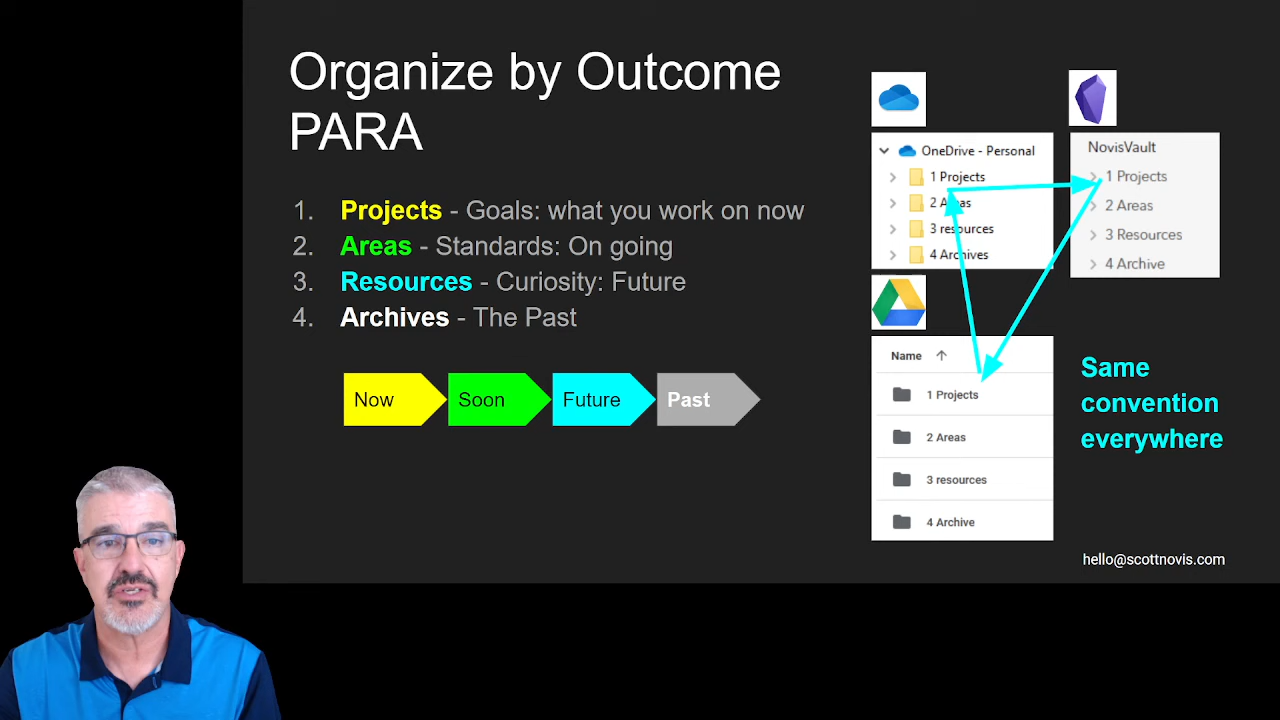 Organize by Outcome
PARA
1. Projects - Goals: what you work on now
2. Areas - Standards: On going
3. Resources - Curiosity: Future
4. Archives - The Past
Now
Soon
Future
Past
OneDrive - Personal
1 Projects
2 Areas
3 resources
4 Archives
NovisVault
1 Projects
2 Areas
3 Resources
4 Archive
Name
1 Projects
2 Areas
3 resources
4 Archive
Same
convention
everywhere
hello@scottnovis.com